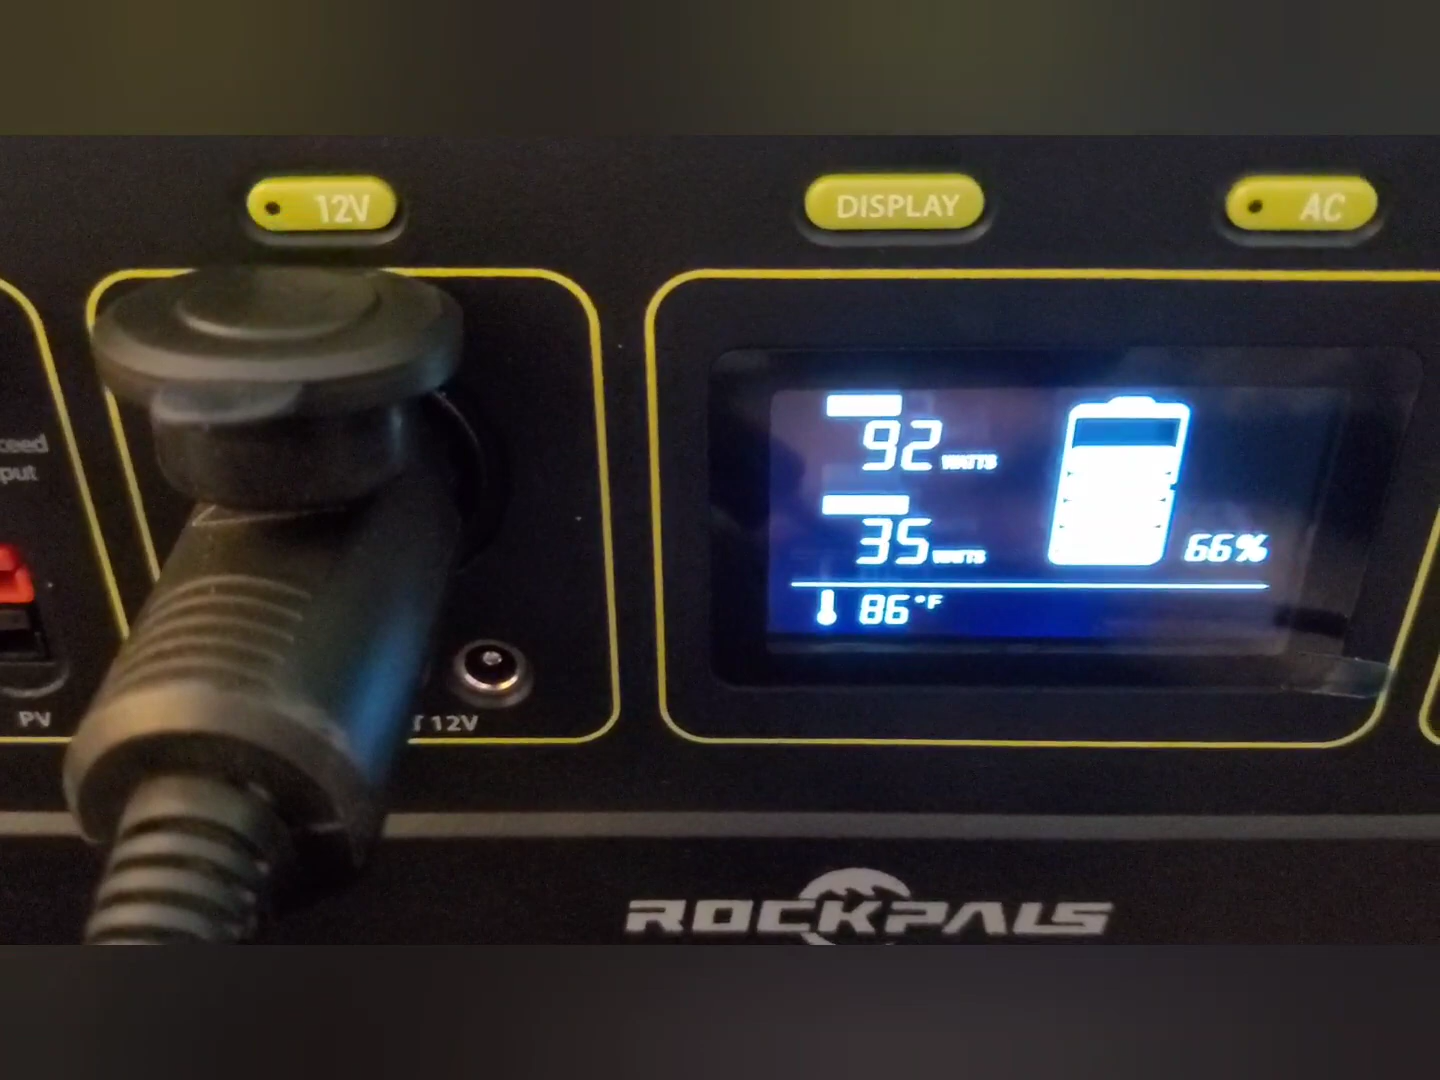 12V
DISPLAY
AC
92 WATTS
35 WATTS
66%
86°F
PV
12V
ROCKPALS